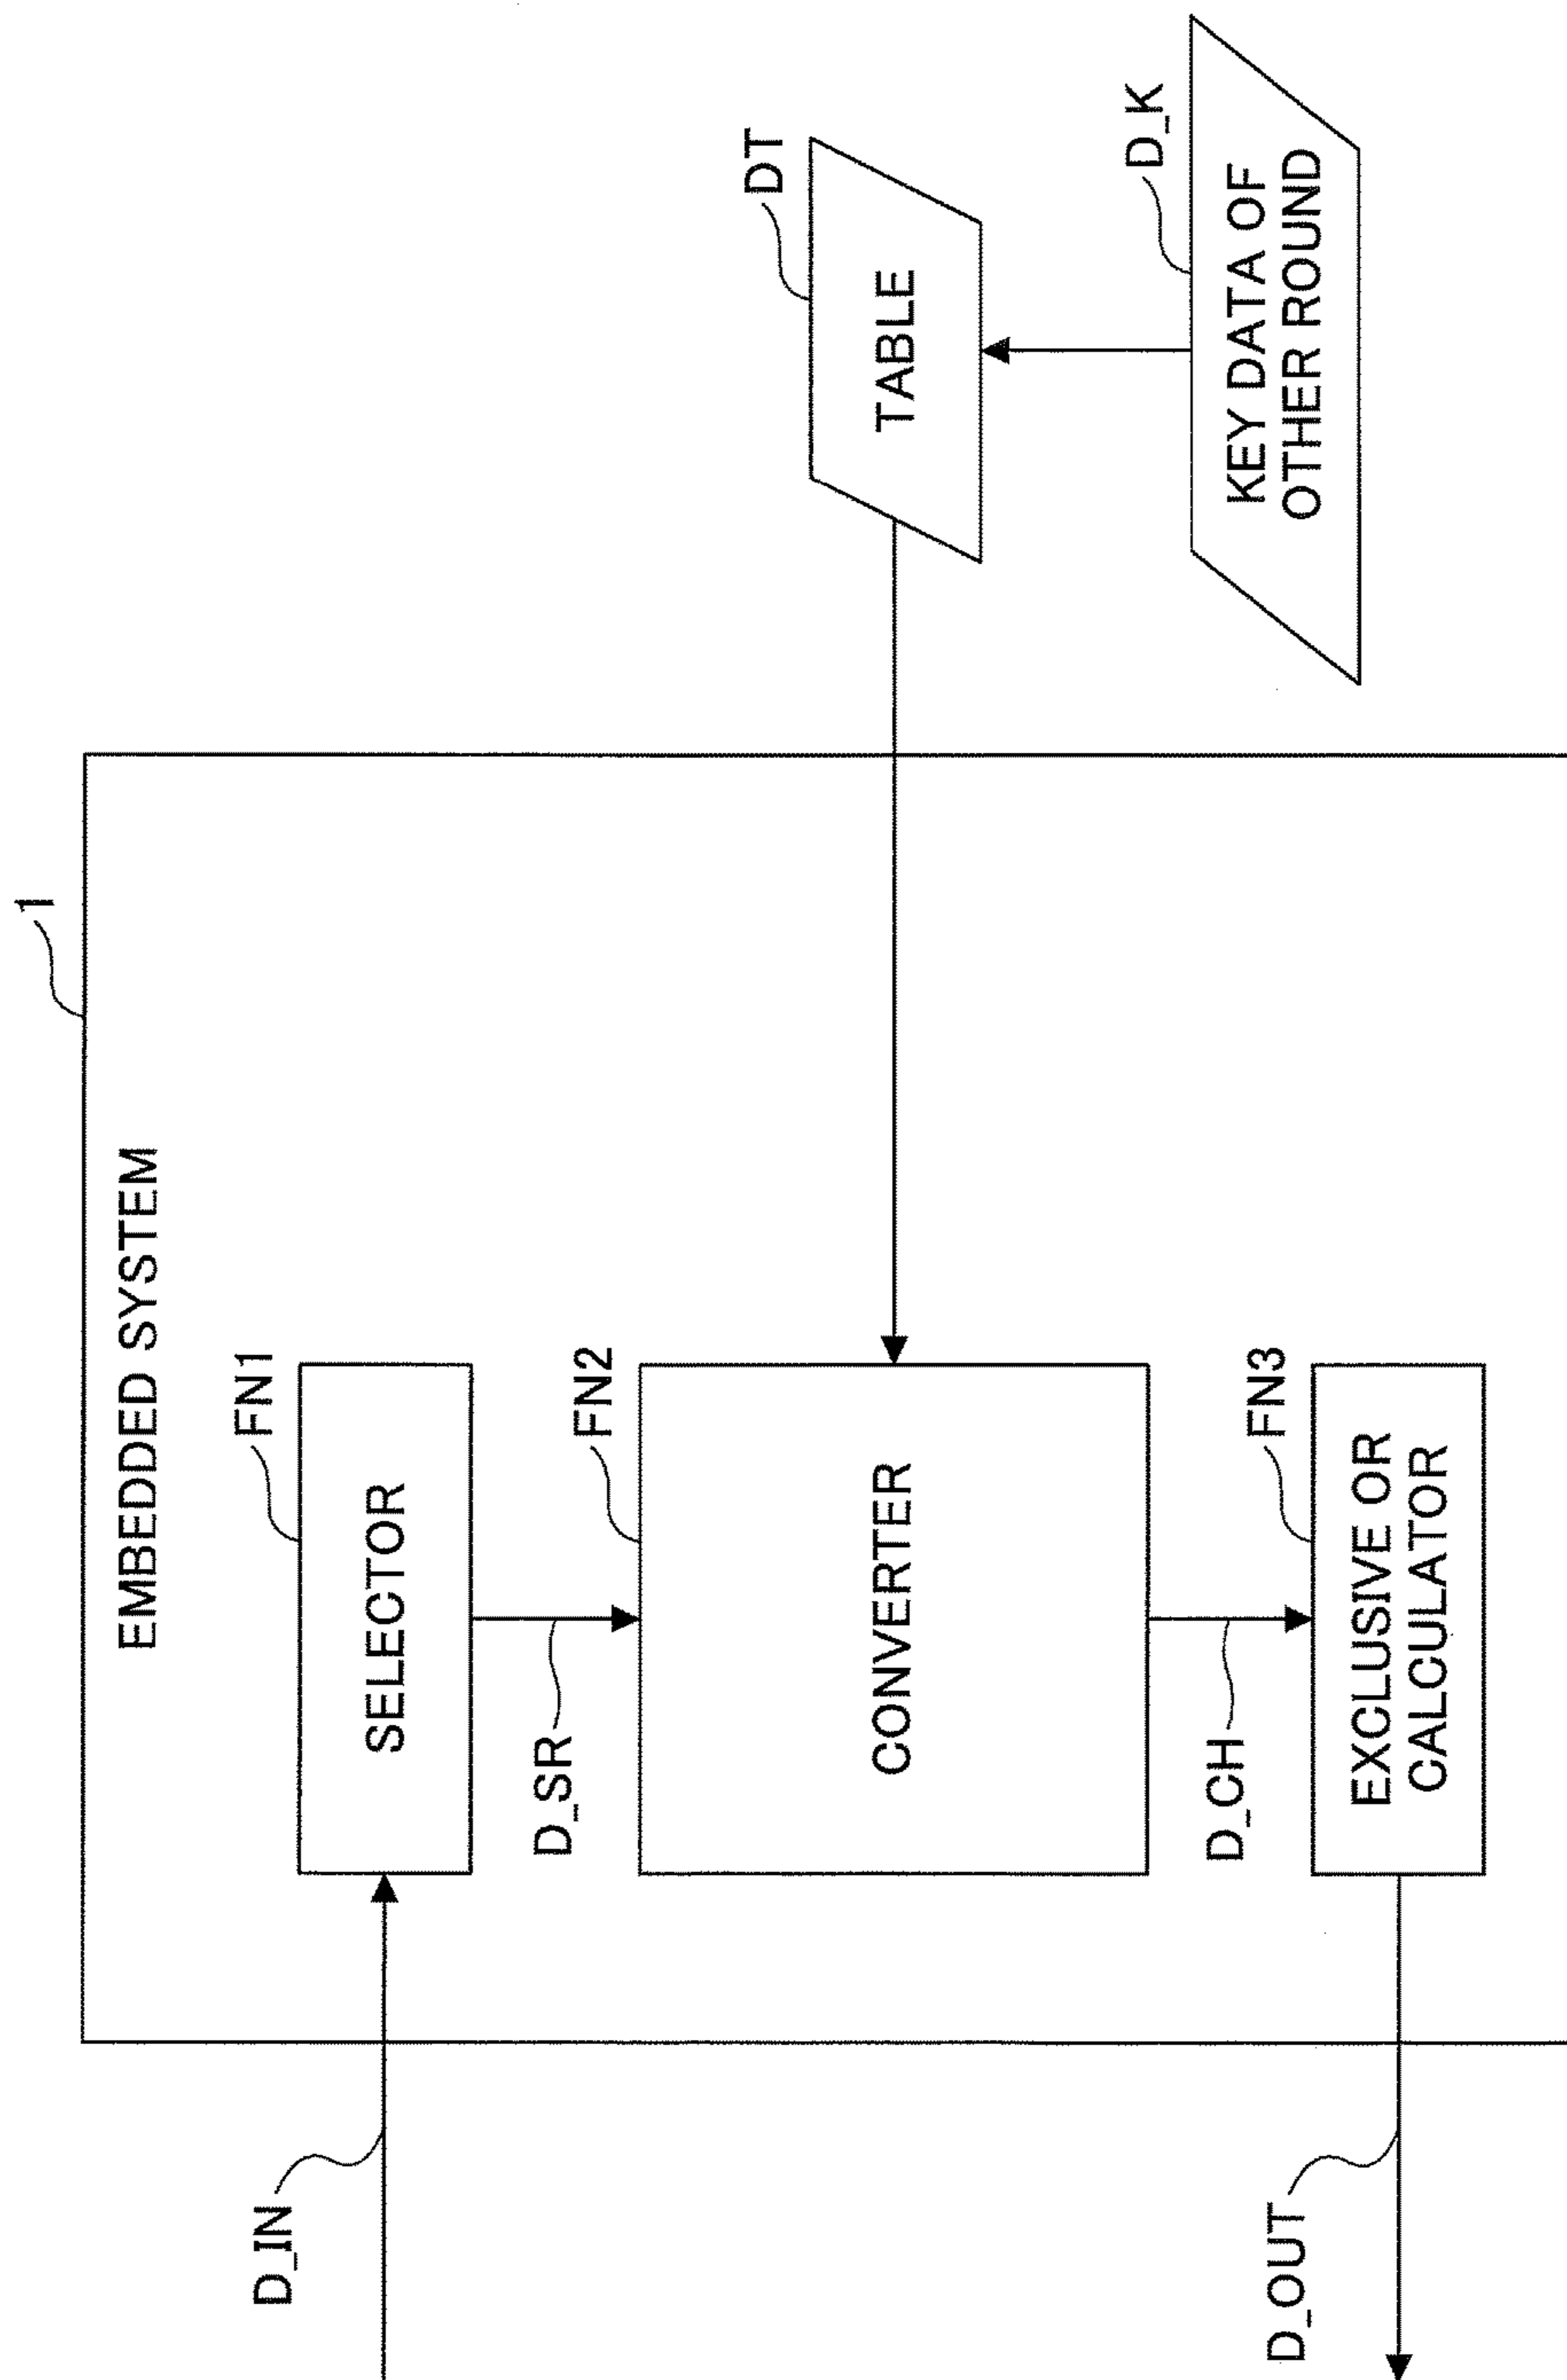 1
EMBEDDED SYSTEM
D_IN
FN1
SELECTOR
D_SR
FN2
CONVERTER
DT
TABLE
D_K
KEY DATA OF
OTHER ROUND
D_CH
FN3
EXCLUSIVE OR
CALCULATOR
D_OUT